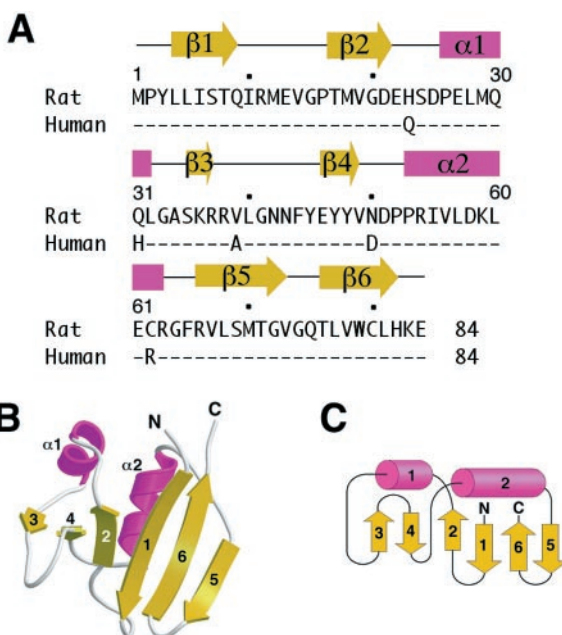 A
β1 β2 α1
1 30
Rat MPYLLISTQIRMEVGPTMVGDEHSDPELMQ
Human ----------------------Q-------
β3 β4 α2
31 60
Rat QLGASKRRVLGNNFYEYYVNDPPRIVLDKL
Human H-------A----------D----------
β5 β6
61
Rat ECRGFRVLSMTGVGQTLVWCLHKE 84
Human -R---------------------- 84
B
N C
α1 α2
3 4 2 1 6 5
C
1 2
N C
3 4 2 1 6 5